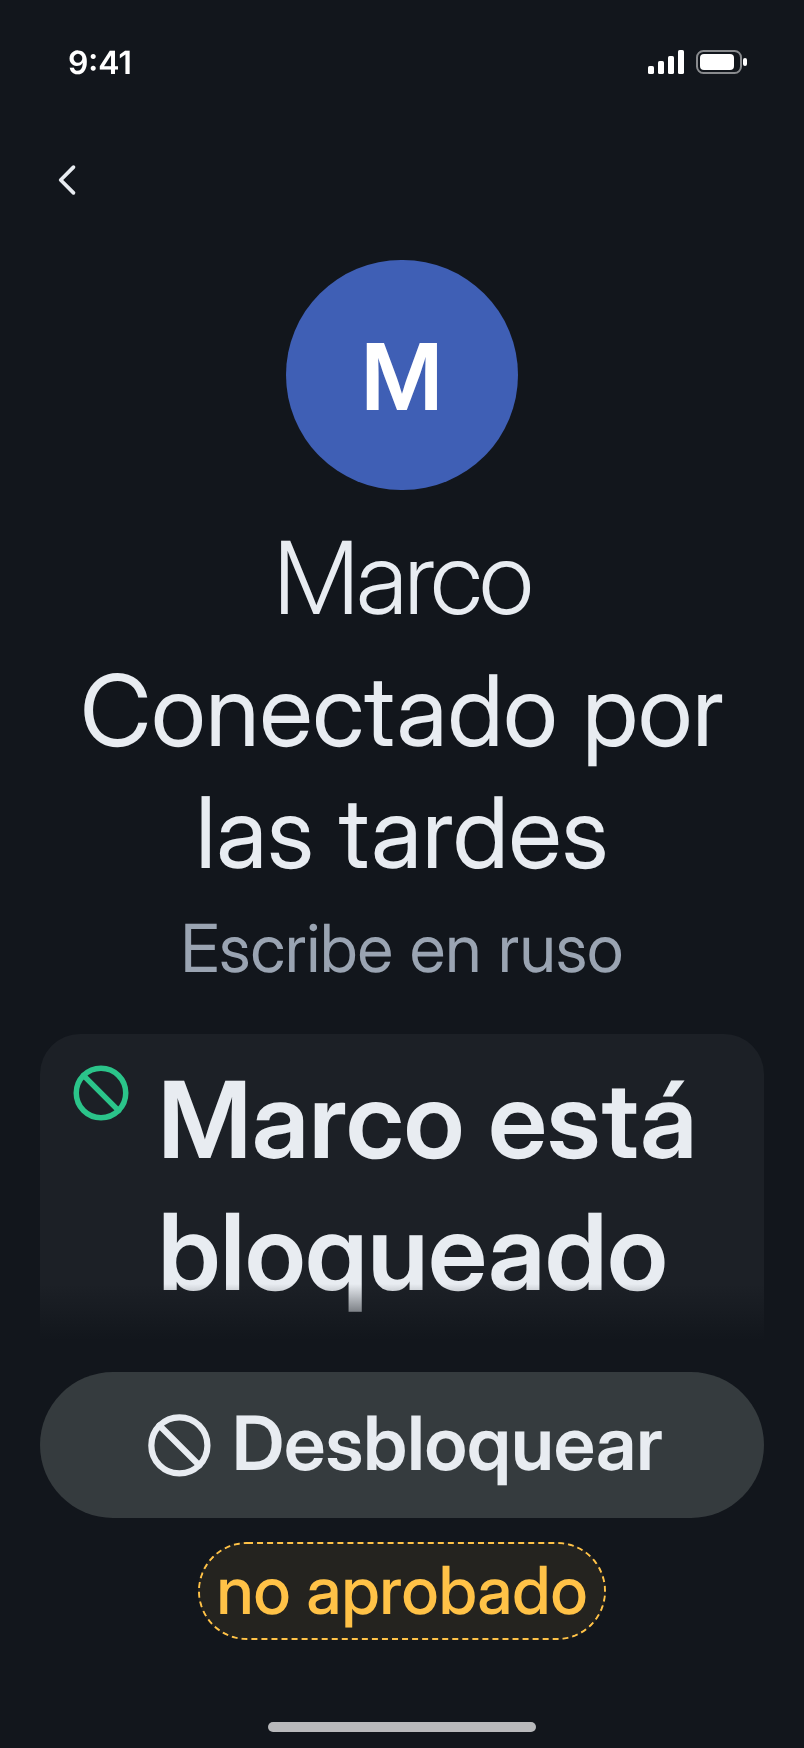 9:41
M
Marco
Conectado por
las tardes
Escribe en ruso
Marco está
bloqueado
Desbloquear
no aprobado